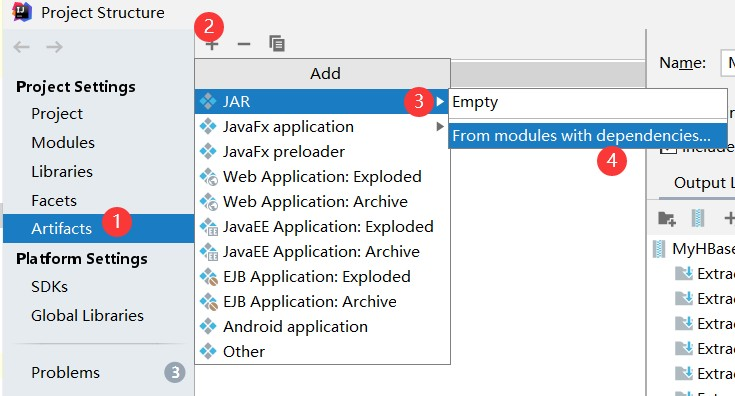 Project Structure
2
Project Settings
Project
Modules
Libraries
Facets
Artifacts
1
Platform Settings
SDKs
Global Libraries
Problems
3
Add
JAR
3
JavaFx application
JavaFx preloader
Web Application: Exploded
Web Application: Archive
JavaEE Application: Exploded
JavaEE Application: Archive
EJB Application: Exploded
EJB Application: Archive
Android application
Other
Empty
From modules with dependencies...
4
Name:
Output L
MyHBase
Extrac
Extrac
Extrac
Extrac
Extrac